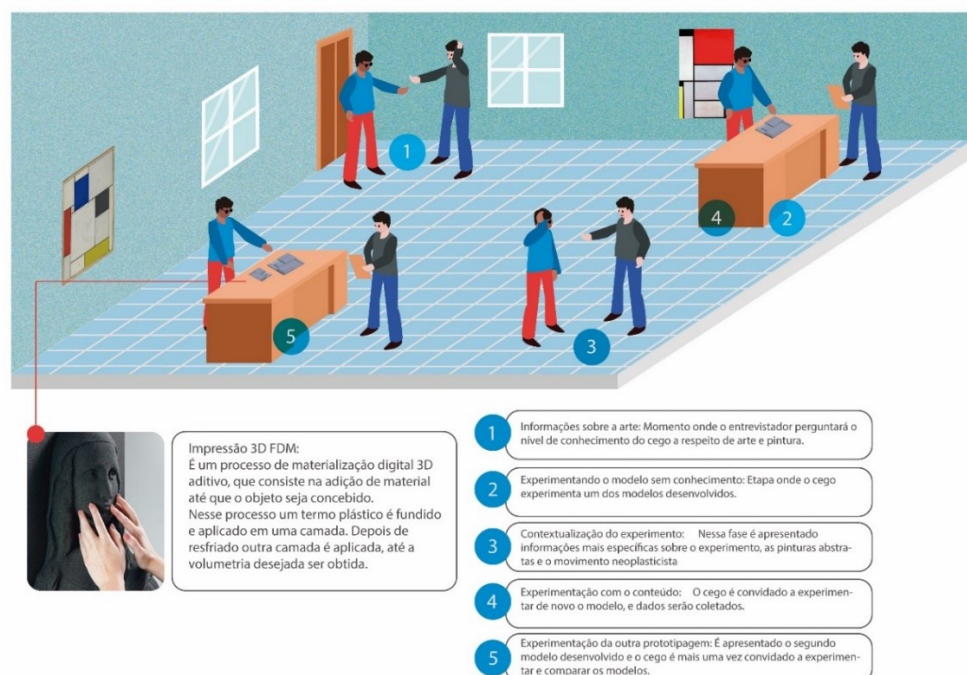 1
4
2
5
3
Impressão 3D FDM:
É um processo de materialização digital 3D
aditivo, que consiste na adição de material
até que o objeto seja concebido.
Nesse processo um termo plástico é fundido
e aplicado em uma camada. Depois de
resfriado outra camada é aplicada, até a
volumetria desejada ser obtida.
1
Informações sobre a arte: Momento onde o entrevistador perguntará o
nível de conhecimento do cego a respeito de arte e pintura.
2
Experimentando o modelo sem conhecimento: Etapa onde o cego
experimenta um dos modelos desenvolvidos.
3
Contextualização do experimento: Nessa fase é apresentado
informações mais específicas sobre o experimento, as pinturas abstra-
tas e o movimento neoplasticista
4
Experimentação com o conteúdo: O cego é convidado a experimen-
tar de novo o modelo, e dados serão coletados.
5
Experimentação da outra prototipagem: É apresentado o segundo
modelo desenvolvido e o cego é mais uma vez convidado a experimen-
tar e comparar os modelos.